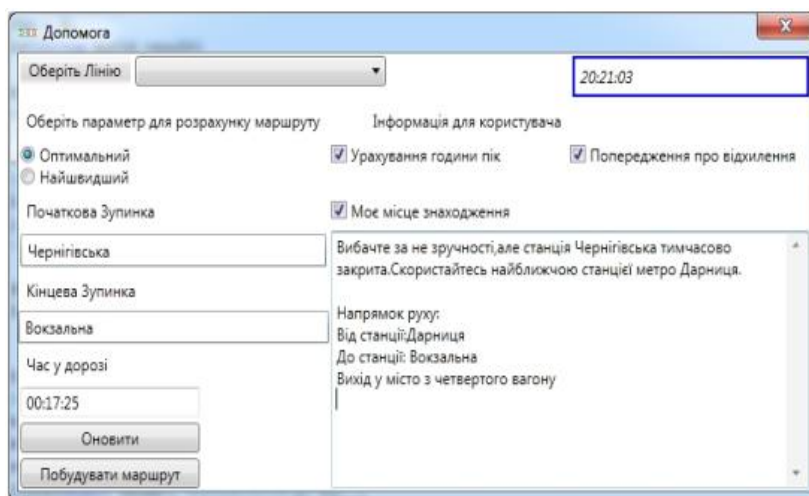 Допомога
Оберіть Лінію
20:21:03
Оберіть параметр для розрахунку маршруту
Інформація для користувача
Оптимальний
Найшвидший
Урахування години пік
Попередження про відхилення
Початкова Зупинка
Моє місце знаходження
Чернігівська
Кінцева Зупинка
Вокзальна
Час у дорозі
00:17:25
Оновити
Побудувати маршрут
Вибачте за не зручності,але станція Чернігівська тимчасово
закрита.Скористайтесь найближчою станцієї метро Дарниця.
Напрямок руху:
Від станції:Дарниця
До станції: Вокзальна
Вихід у місто з четвертого вагону